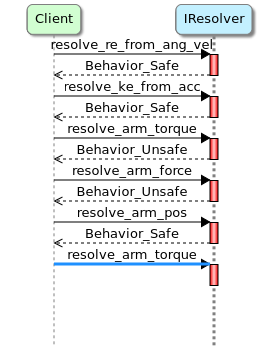 Client
IResolver
resolve_re_from_ang_vel
Behavior_Safe
resolve_ke_from_acc
Behavior_Safe
resolve_arm_torque
Behavior_Unsafe
resolve_arm_force
Behavior_Unsafe
resolve_arm_pos
Behavior_Safe
resolve_arm_torque